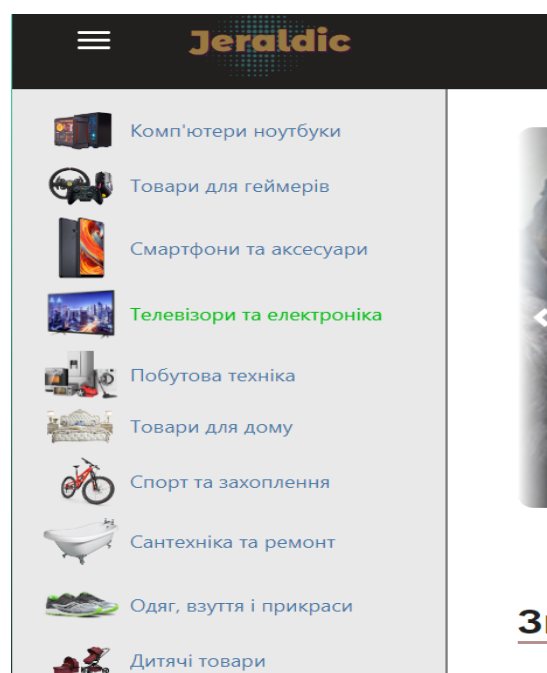 Jeraldic
Комп'ютери ноутбуки
Товари для геймерів
Смартфони та аксесуари
Телевізори та електроніка
Побутова техніка
Товари для дому
Спорт та захоплення
Сантехніка та ремонт
Одяг, взуття і прикраси
Дитячі товари